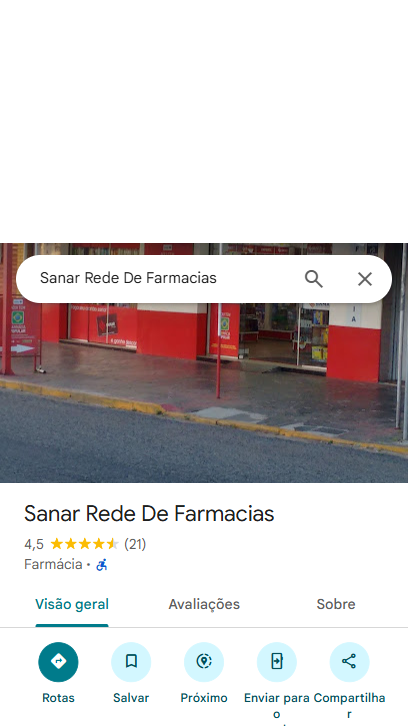 Sanar Rede De Farmacias
Sanar Rede De Farmacias
4,5 (21)
Farmácia ·
Visão geral Avaliações Sobre
Rotas Salvar Próximo Enviar para o Compartilhar